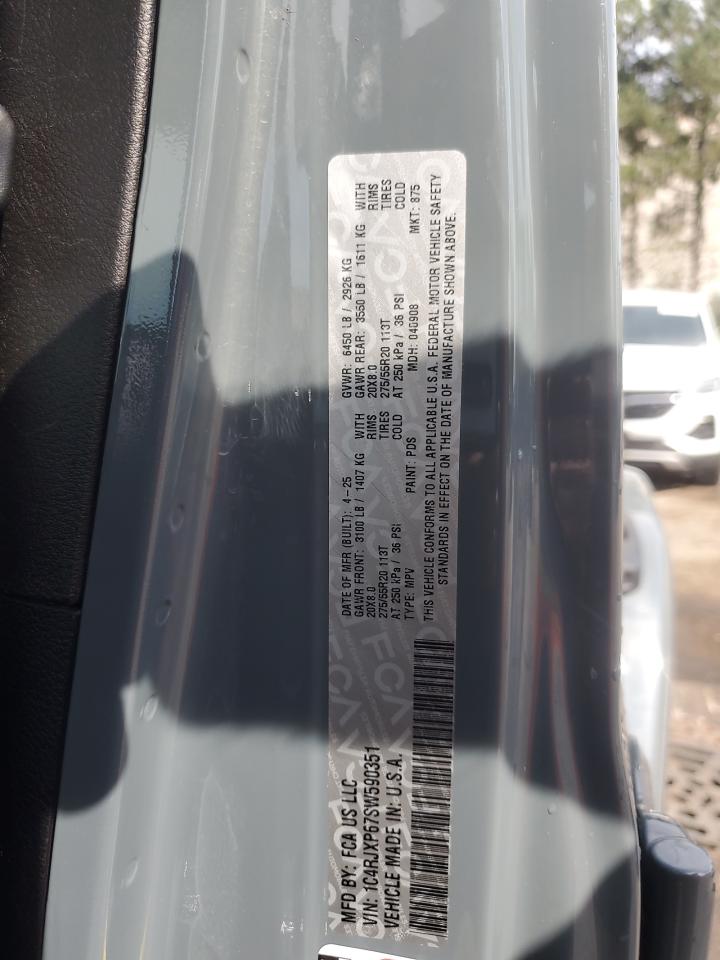 MFD BY: FCA US LLC
DATE OF MFR (BUILT): 4-25 GVWR: 6450 LB / 2926 KG
VIN: 1C4RJXP67SW590351
GAWR FRONT: 3100 LB / 1407 KG WITH GAWR REAR: 3550 LB / 1611 KG WITH
20X8.0 RIMS 20X8.0 RIMS
VEHICLE MADE IN: U.S.A.
275/55R20 113T TIRES 275/55R20 113T TIRES
AT 250 kPa / 36 PSI COLD AT 250 kPa / 36 PSI COLD
TYPE: MPV PAINT: PDS MDH: 040908 MKT: 875
THIS VEHICLE CONFORMS TO ALL APPLICABLE U.S.A. FEDERAL MOTOR VEHICLE SAFETY
STANDARDS IN EFFECT ON THE DATE OF MANUFACTURE SHOWN ABOVE.
FCA